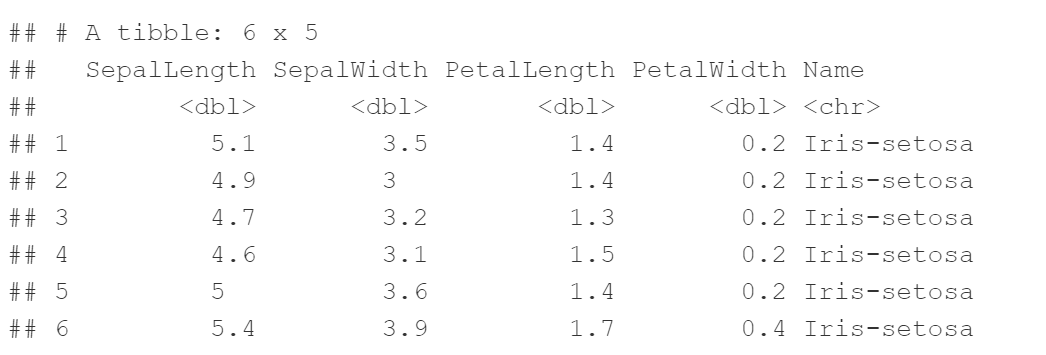 ## # A tibble: 6 x 5
##   SepalLength SepalWidth PetalLength PetalWidth Name
##         <dbl>      <dbl>       <dbl>      <dbl> <chr>
## 1         5.1        3.5         1.4        0.2 Iris-setosa
## 2         4.9        3           1.4        0.2 Iris-setosa
## 3         4.7        3.2         1.3        0.2 Iris-setosa
## 4         4.6        3.1         1.5        0.2 Iris-setosa
## 5         5          3.6         1.4        0.2 Iris-setosa
## 6         5.4        3.9         1.7        0.4 Iris-setosa